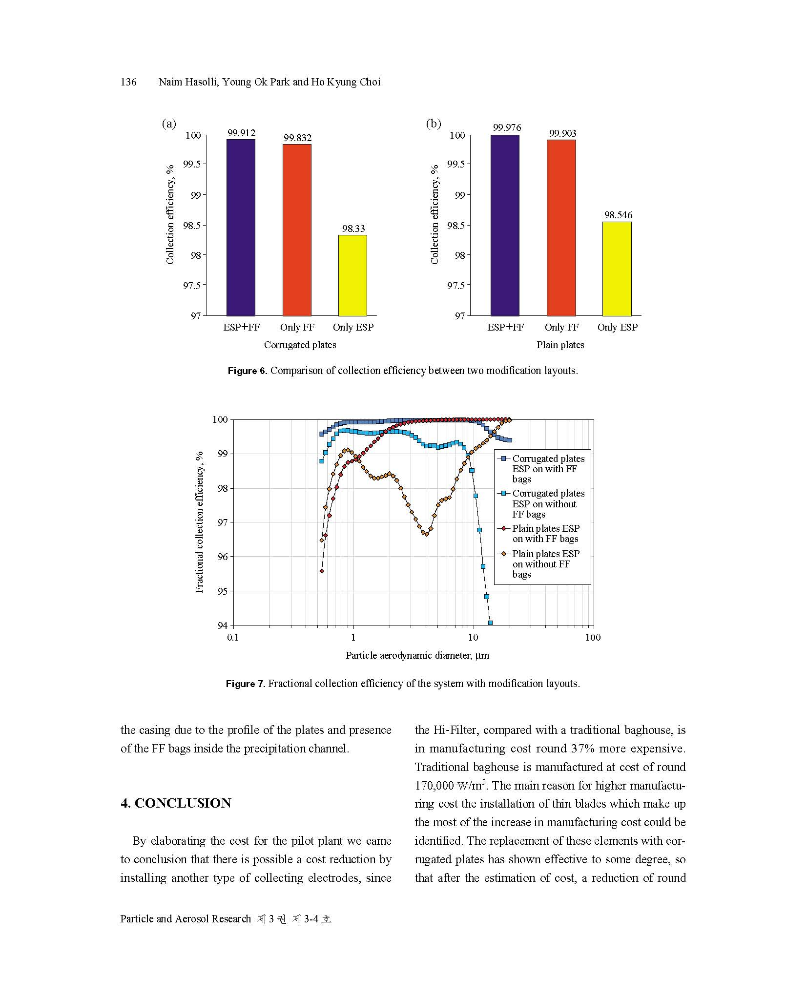 136 Naim Hasolli, Young Ok Park and Ho Kyung Choi
(a)
100
99.5
99
98.5
98
97.5
97
Collection efficiency, %
99.912
99.832
98.33
ESP+FF Only FF Only ESP
Corrugated plates
(b)
100
99.5
99
98.5
98
97.5
97
Collection efficiency, %
99.976
99.903
98.546
ESP+FF Only FF Only ESP
Plain plates
Figure 6. Comparison of collection efficiency between two modification layouts.
100
99
98
97
96
95
94
Fractional collection efficiency, %
0.1 1 10 100
Particle aerodynamic diameter, μm
Corrugated plates
ESP on with FF
bags
Corrugated plates
ESP on without
FF bags
Plain plates ESP
on with FF bags
Plain plates ESP
on without FF
bags
Figure 7. Fractional collection efficiency of the system with modification layouts.
the casing due to the profile of the plates and presence
of the FF bags inside the precipitation channel.
4. CONCLUSION
By elaborating the cost for the pilot plant we came
to conclusion that there is possible a cost reduction by
installing another type of collecting electrodes, since
the Hi-Filter, compared with a traditional baghouse, is
in manufacturing cost round 37% more expensive.
Traditional baghouse is manufactured at cost of round
170,000 ₩/m³. The main reason for higher manufactu-
ring cost the installation of thin blades which make up
the most of the increase in manufacturing cost could be
identified. The replacement of these elements with cor-
rugated plates has shown effective to some degree, so
that after the estimation of cost, a reduction of round
Particle and Aerosol Research 제 3 권 제 3-4 호